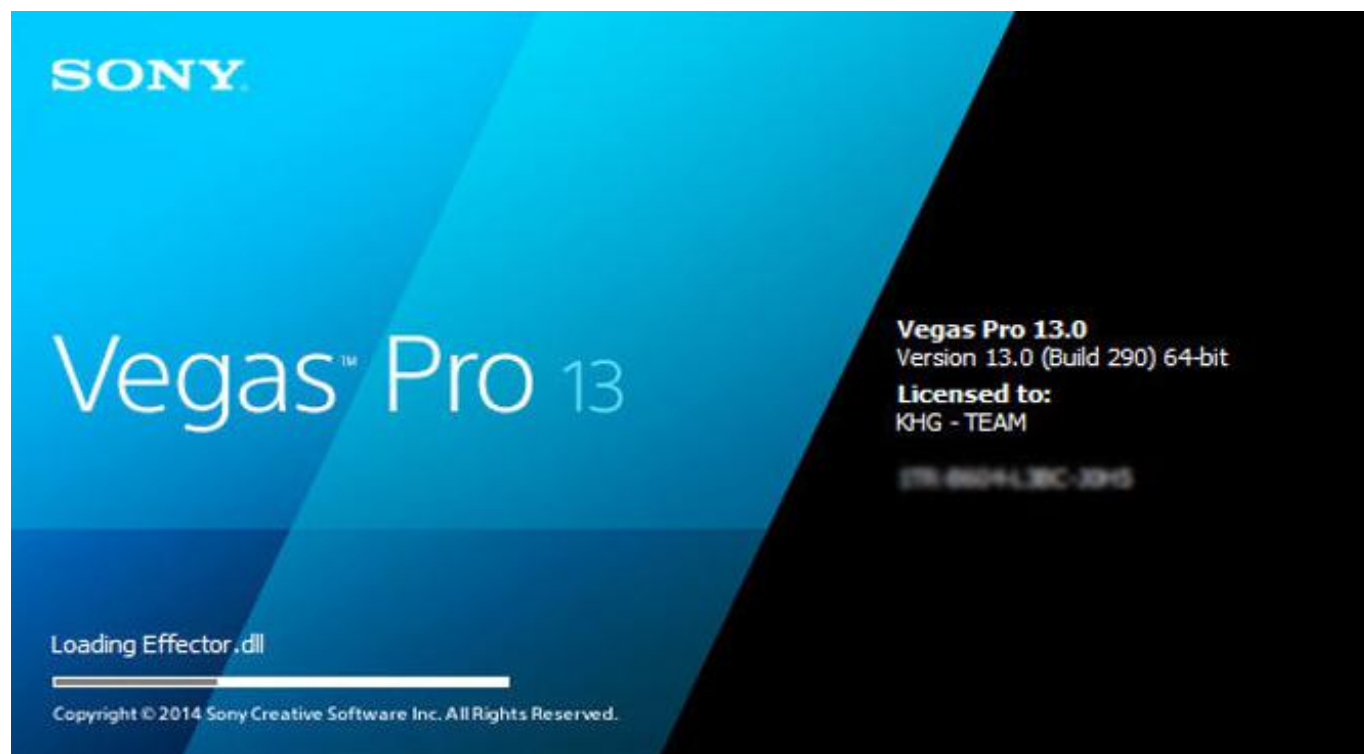 SONY
Vegas™ Pro 13
Vegas Pro 13.0
Version 13.0 (Build 290) 64-bit
Licensed to:
KHG - TEAM
Loading Effector.dll
Copyright © 2014 Sony Creative Software Inc. All Rights Reserved.